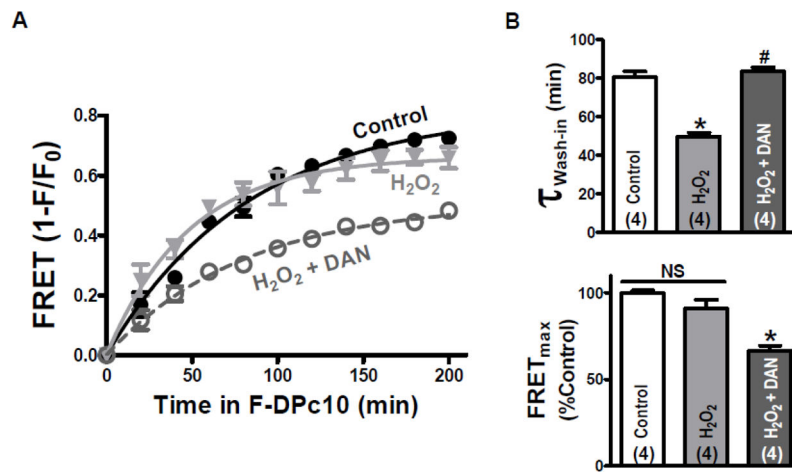 A
FRET (1-F/F₀)
0.8
0.6
0.4
0.2
0.0
Control
H₂O₂
H₂O₂ + DAN
0 50 100 150 200
Time in F-DPc10 (min)
B
τ Wash-in (min)
100
80
60
40
20
0
*
#
Control
(4)
H₂O₂
(4)
H₂O₂ + DAN
(4)
FRETmax
(%Control)
100
50
0
NS
*
Control
(4)
H₂O₂
(4)
H₂O₂ + DAN
(4)